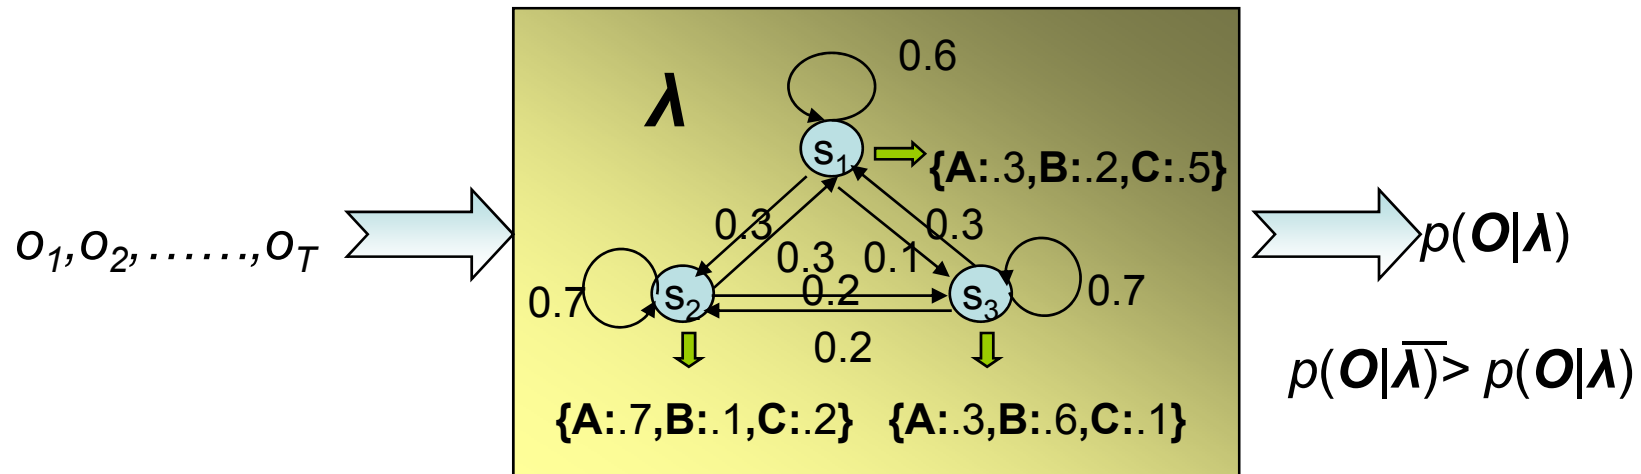 0.6
λ
s1
{A:.3,B:.2,C:.5}
0.3 0.3
o1,o2,……,oT
p(O|λ)
0.3 0.1
0.7 s2 0.2 s3 0.7
0.2
p(O|λ̅)> p(O|λ)
{A:.7,B:.1,C:.2} {A:.3,B:.6,C:.1}